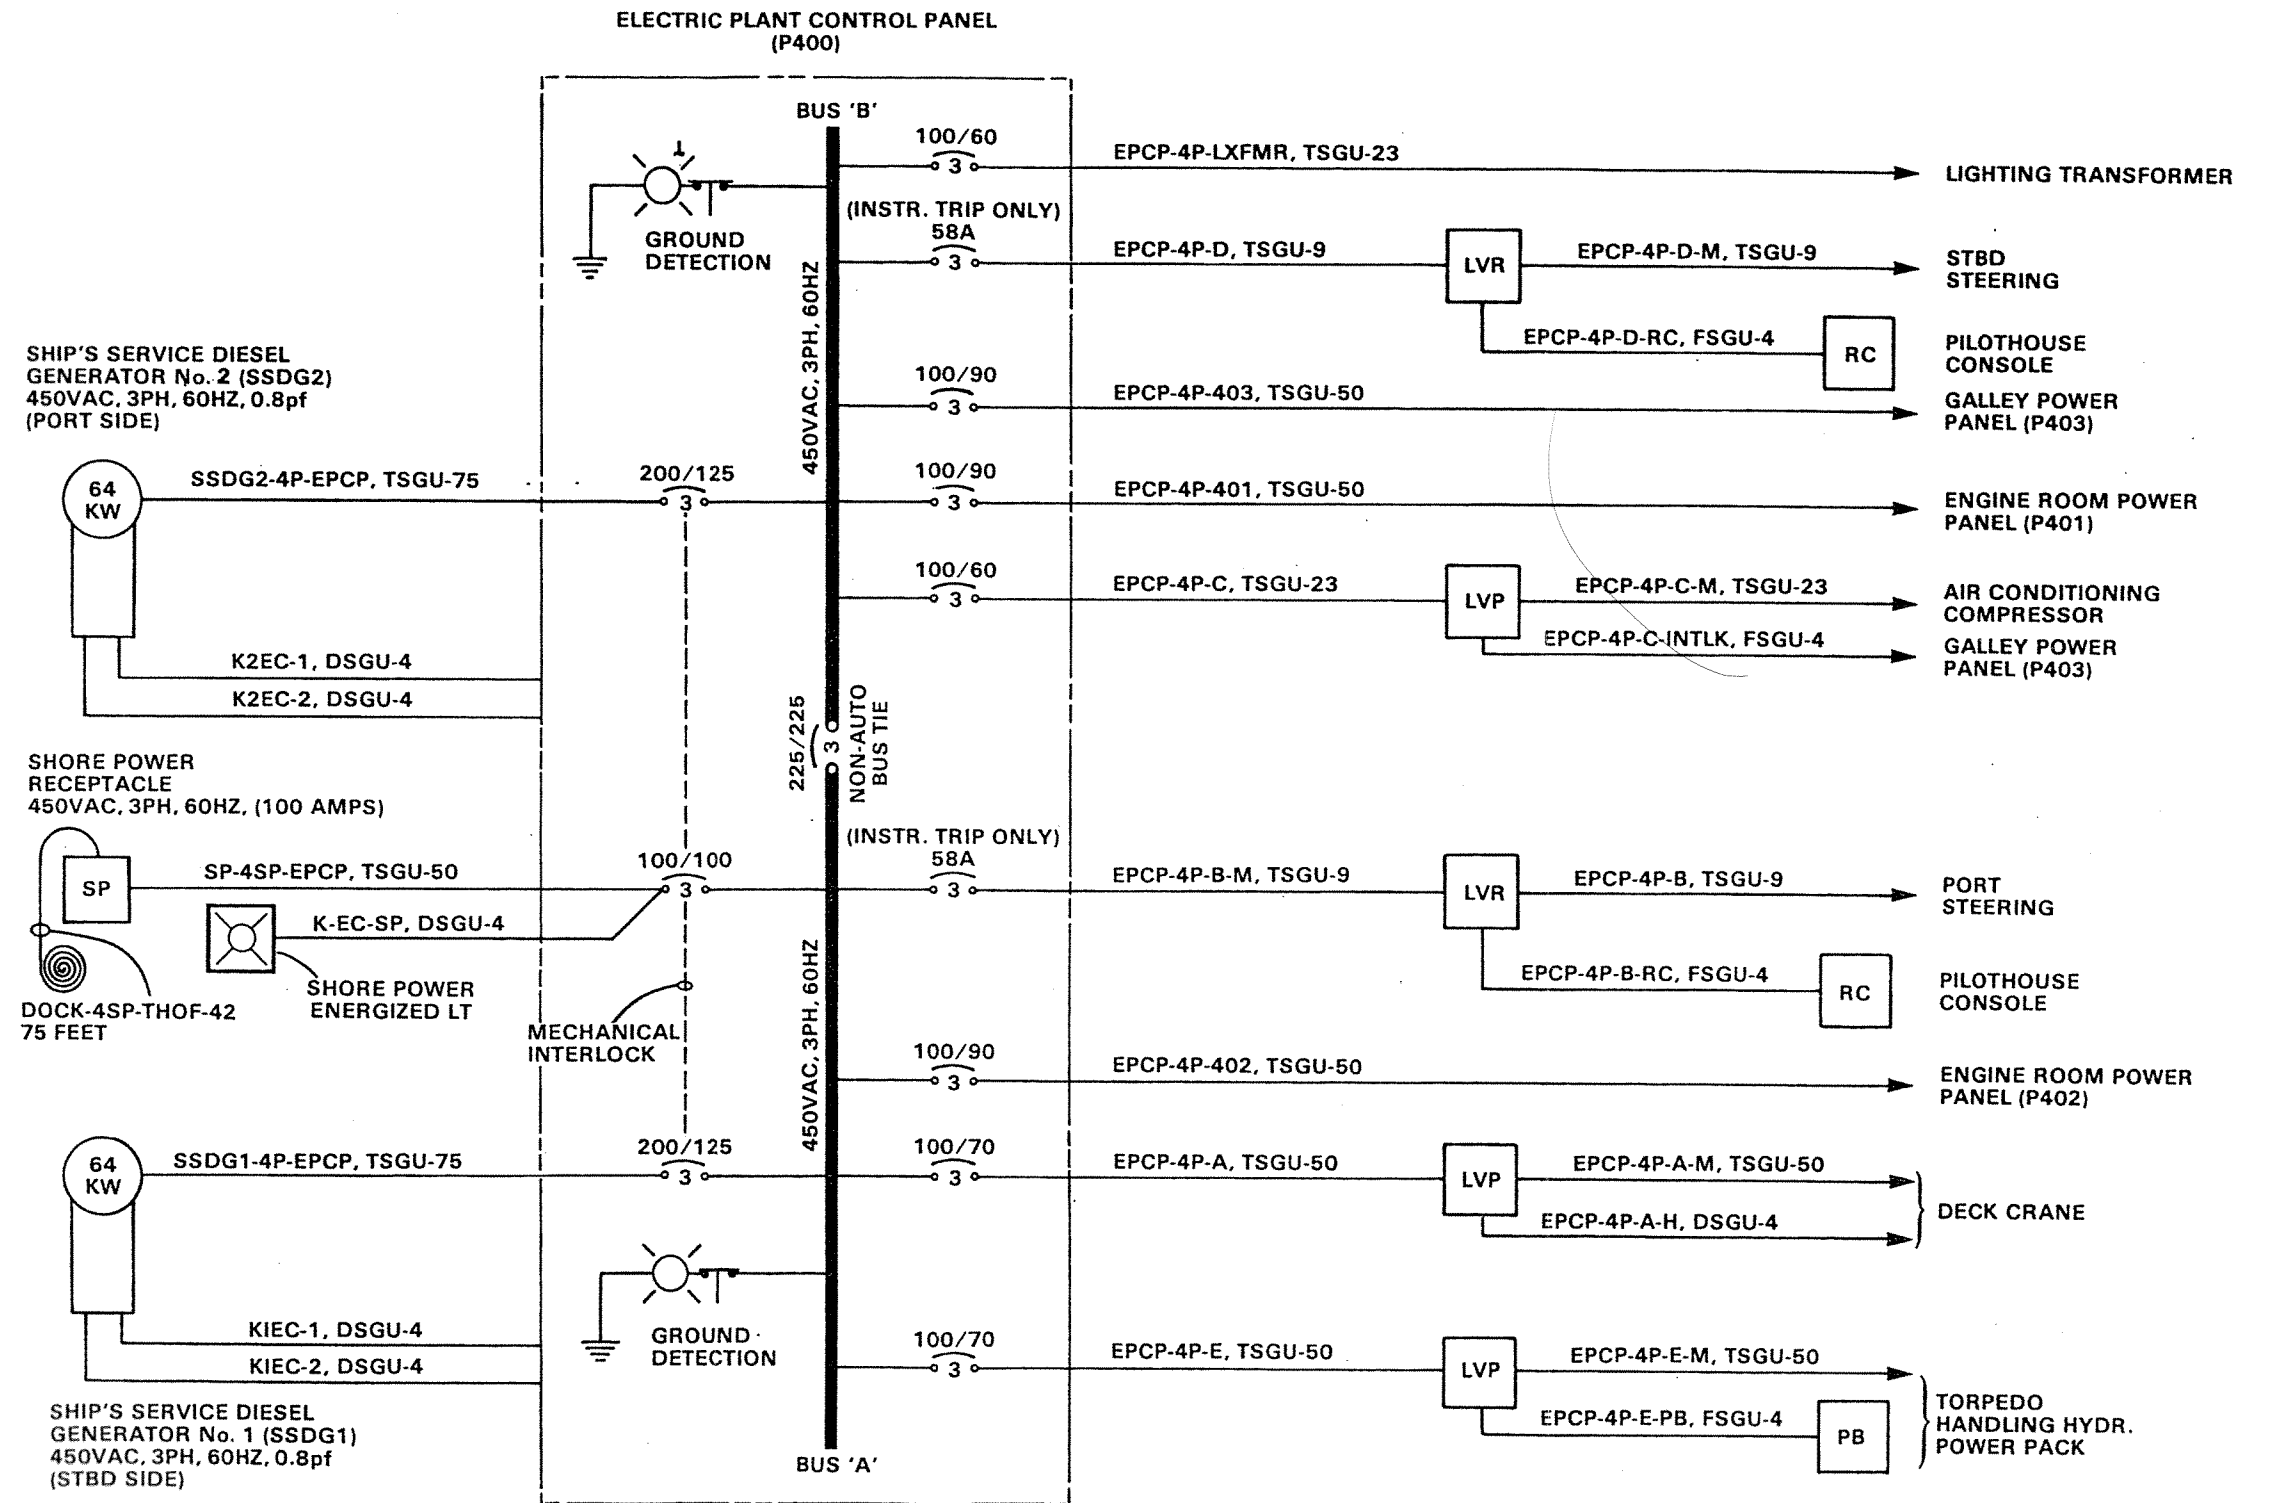 ELECTRIC PLANT CONTROL PANEL
(P400)
BUS 'B'
100/60
3
EPCP-4P-LXFMR, TSGU-23
LIGHTING TRANSFORMER
GROUND
DETECTION
(INSTR. TRIP ONLY)
58A
3
EPCP-4P-D, TSGU-9
LVR
EPCP-4P-D-M, TSGU-9
STBD
STEERING
EPCP-4P-D-RC, FSGU-4
RC
PILOTHOUSE
CONSOLE
450VAC, 3PH, 60HZ
100/90
3
EPCP-4P-403, TSGU-50
GALLEY POWER
PANEL (P403)
SHIP'S SERVICE DIESEL
GENERATOR No. 2 (SSDG2)
450VAC, 3PH, 60HZ, 0.8pf
(PORT SIDE)
64
KW
SSDG2-4P-EPCP, TSGU-75
200/125
3
100/90
3
EPCP-4P-401, TSGU-50
ENGINE ROOM POWER
PANEL (P401)
100/60
3
EPCP-4P-C, TSGU-23
LVP
EPCP-4P-C-M, TSGU-23
AIR CONDITIONING
COMPRESSOR
EPCP-4P-C-INTLK, FSGU-4
GALLEY POWER
PANEL (P403)
K2EC-1, DSGU-4
K2EC-2, DSGU-4
225/225
3
NON-AUTO
BUS TIE
SHORE POWER
RECEPTACLE
450VAC, 3PH, 60HZ, (100 AMPS)
SP
SP-4SP-EPCP, TSGU-50
100/100
3
K-EC-SP, DSGU-4
SHORE POWER
ENERGIZED LT
DOCK-4SP-THOF-42
75 FEET
MECHANICAL
INTERLOCK
(INSTR. TRIP ONLY)
58A
3
EPCP-4P-B-M, TSGU-9
LVR
EPCP-4P-B, TSGU-9
PORT
STEERING
EPCP-4P-B-RC, FSGU-4
RC
PILOTHOUSE
CONSOLE
450VAC, 3PH, 60HZ
100/90
3
EPCP-4P-402, TSGU-50
ENGINE ROOM POWER
PANEL (P402)
64
KW
SSDG1-4P-EPCP, TSGU-75
200/125
3
100/70
3
EPCP-4P-A, TSGU-50
LVP
EPCP-4P-A-M, TSGU-50
EPCP-4P-A-H, DSGU-4
DECK CRANE
KIEC-1, DSGU-4
KIEC-2, DSGU-4
GROUND
DETECTION
100/70
3
EPCP-4P-E, TSGU-50
LVP
EPCP-4P-E-M, TSGU-50
EPCP-4P-E-PB, FSGU-4
PB
TORPEDO
HANDLING HYDR.
POWER PACK
SHIP'S SERVICE DIESEL
GENERATOR No. 1 (SSDG1)
450VAC, 3PH, 60HZ, 0.8pf
(STBD SIDE)
BUS 'A'